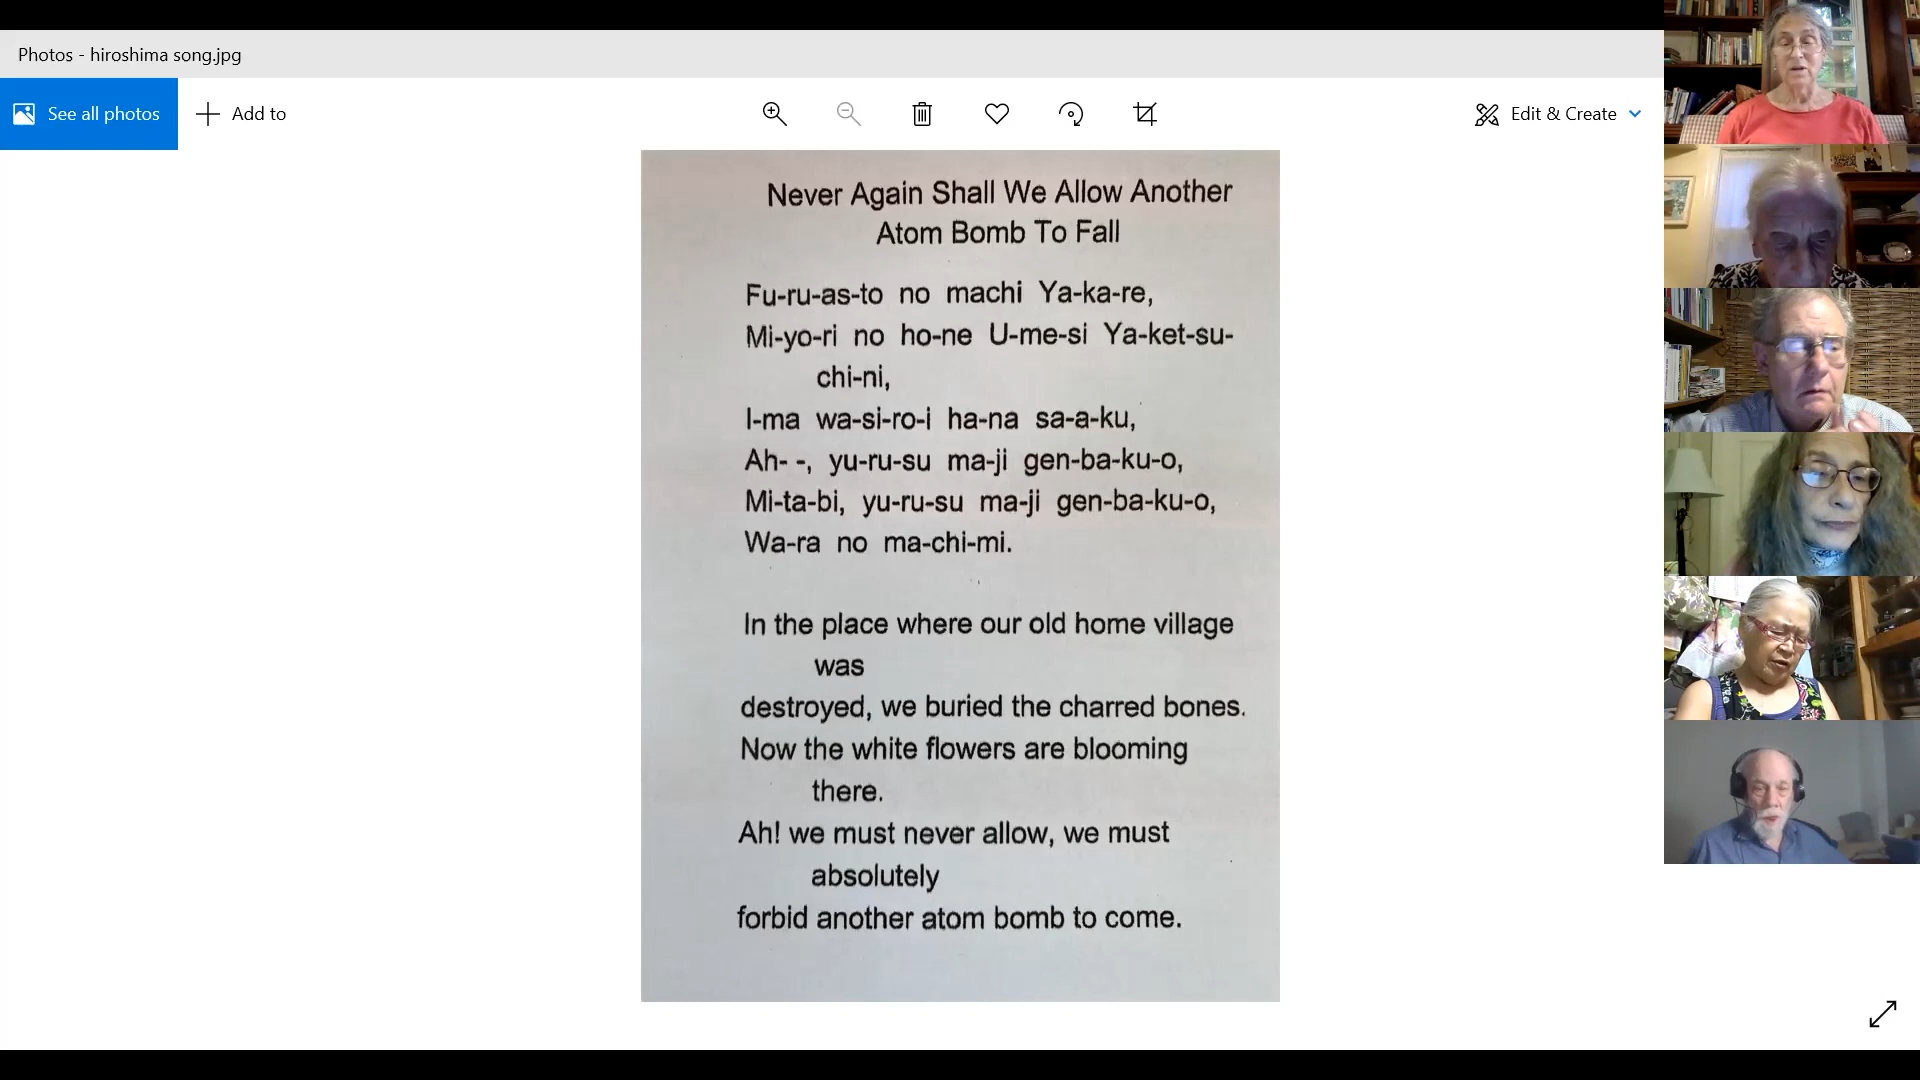 Photos - hiroshima song.jpg
See all photos
Add to
Edit & Create
Never Again Shall We Allow Another
Atom Bomb To Fall
Fu-ru-as-to no machi Ya-ka-re,
Mi-yo-ri no ho-ne U-me-si Ya-ket-su-
chi-ni,
I-ma wa-si-ro-i ha-na sa-a-ku,
Ah- -, yu-ru-su ma-ji gen-ba-ku-o,
Mi-ta-bi, yu-ru-su ma-ji gen-ba-ku-o,
Wa-ra no ma-chi-mi.
In the place where our old home village
was
destroyed, we buried the charred bones.
Now the white flowers are blooming
there.
Ah! we must never allow, we must
absolutely
forbid another atom bomb to come.